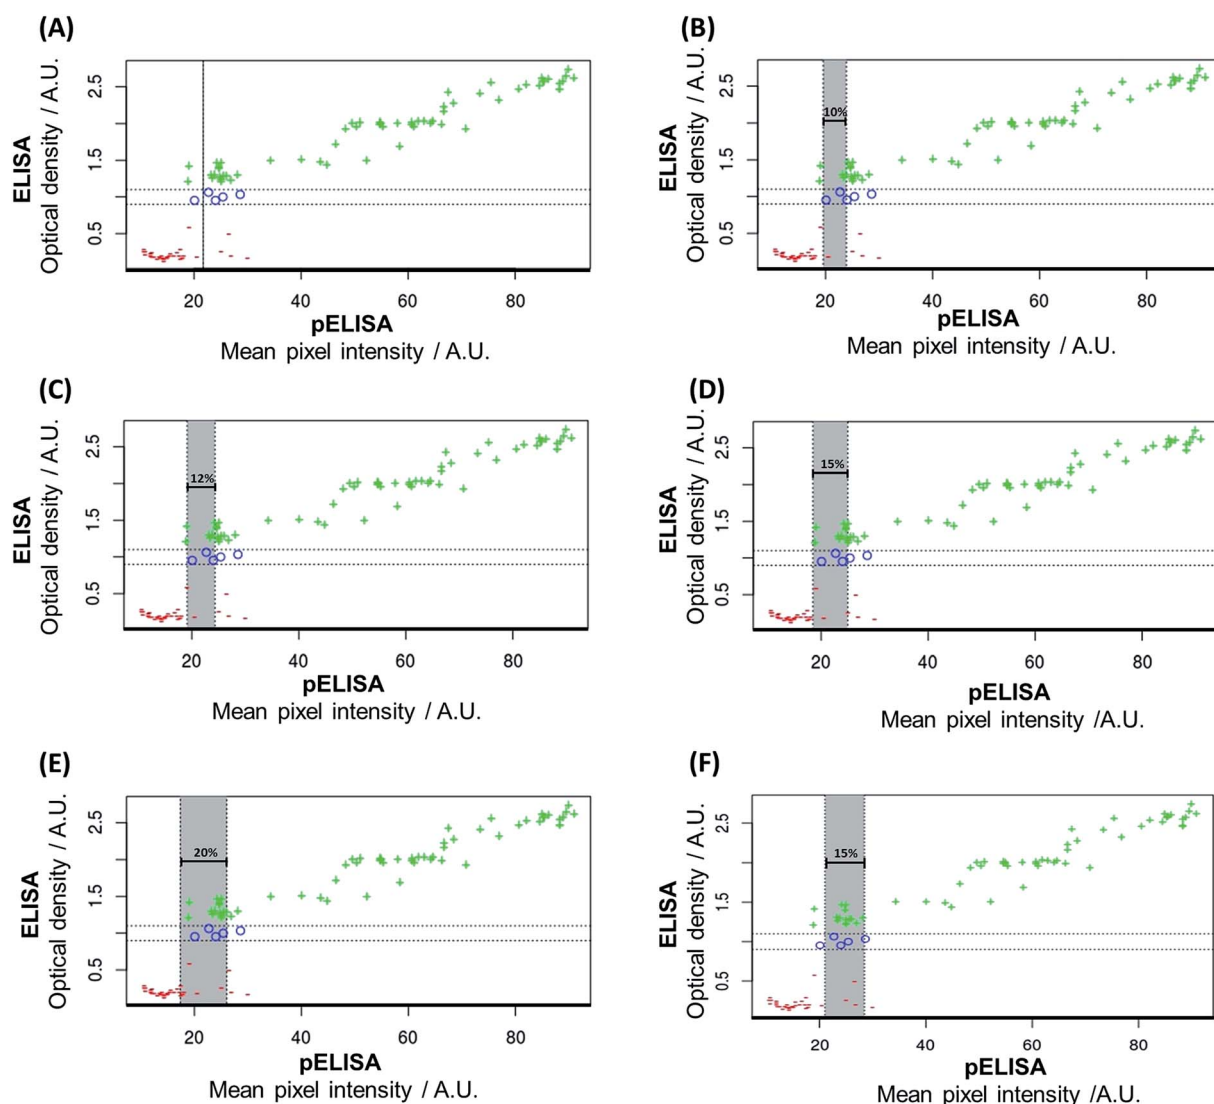 (A)
ELISA
Optical density / A.U.
2.5
1.5
0.5
20 40 60 80
pELISA
Mean pixel intensity / A.U.
(B)
ELISA
Optical density / A.U.
2.5
1.5
0.5
10%
20 40 60 80
pELISA
Mean pixel intensity / A.U.
(C)
ELISA
Optical density / A.U.
2.5
1.5
0.5
12%
20 40 60 80
pELISA
Mean pixel intensity / A.U.
(D)
ELISA
Optical density / A.U.
2.5
1.5
0.5
15%
20 40 60 80
pELISA
Mean pixel intensity /A.U.
(E)
ELISA
Optical density / A.U.
2.5
1.5
0.5
20%
20 40 60 80
pELISA
Mean pixel intensity / A.U.
(F)
ELISA
Optical density / A.U.
2.5
1.5
0.5
15%
20 40 60 80
pELISA
Mean pixel intensity /A.U.